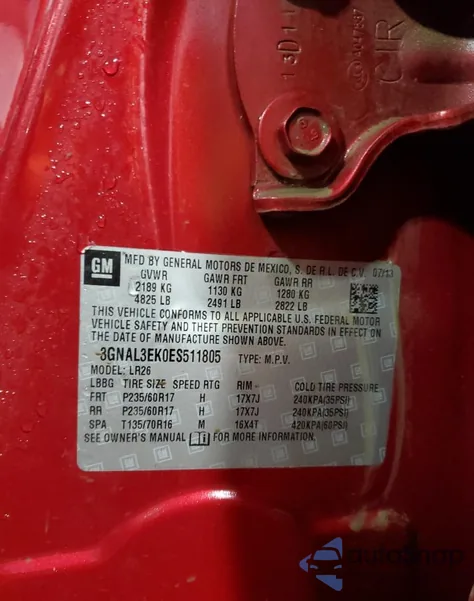 13D11
CIR
GM
MFD BY GENERAL MOTORS DE MEXICO, S. DE R.L. DE C.V. 07/13
GVWR GAWR FRT GAWR RR
2189 KG 1130 KG 1280 KG
4825 LB 2491 LB 2822 LB
THIS VEHICLE CONFORMS TO ALL APPLICABLE U.S. FEDERAL MOTOR
VEHICLE SAFETY AND THEFT PREVENTION STANDARDS IN EFFECT ON
THE DATE OF MANUFACTURE SHOWN ABOVE.
3GNAL3EK0ES511805 TYPE: M.P.V.
MODEL: LR26
LBBG TIRE SIZE SPEED RTG RIM COLD TIRE PRESSURE
FRT P235/60R17 H 17X7J 240KPA(35PSI)
RR P235/60R17 H 17X7J 240KPA(35PSI)
SPA T135/70R16 M 16X4T 420KPA(60PSI)
SEE OWNER'S MANUAL FOR MORE INFORMATION.